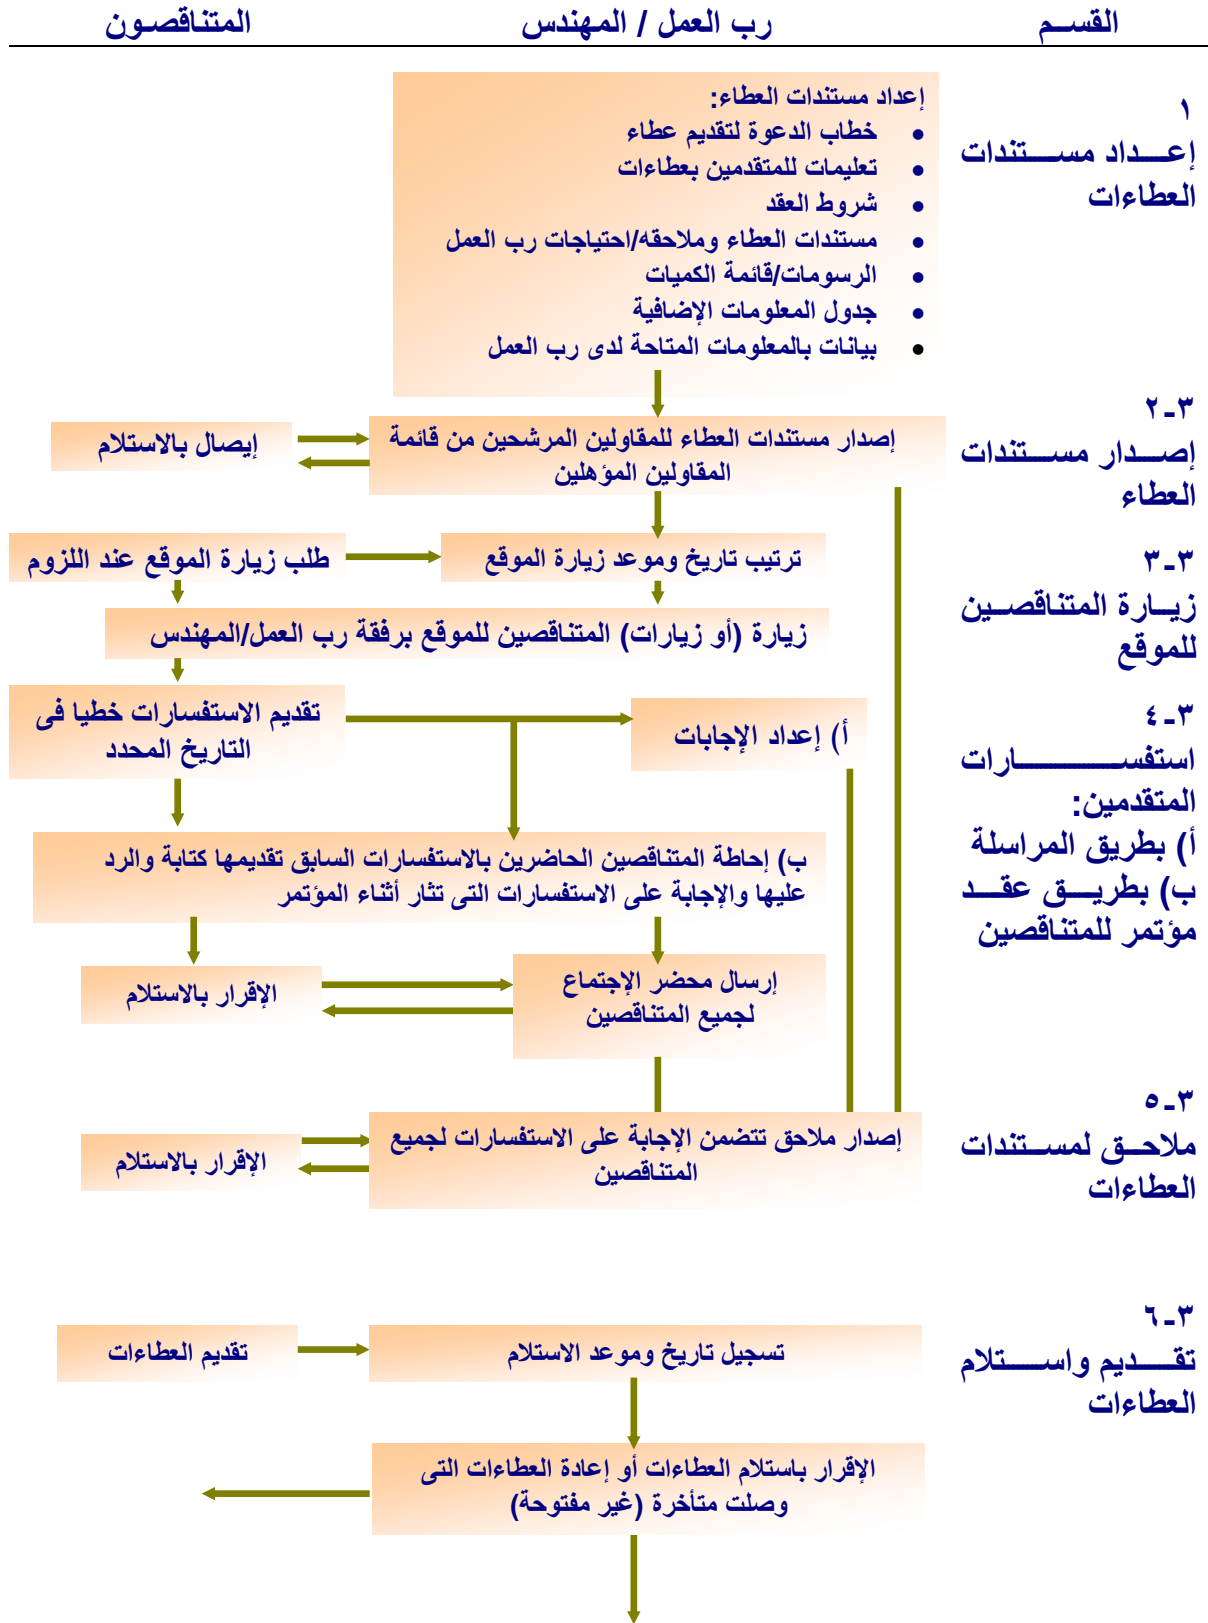 القسم
رب العمل / المهندس
المتناقصون
١
إعداد مستندات
العطاءات
إعداد مستندات العطاء:
• خطاب الدعوة لتقديم عطاء
• تعليمات للمتقدمين بعطاءات
• شروط العقد
• مستندات العطاء وملاحقه/احتياجات رب العمل
• الرسومات/قائمة الكميات
• جدول المعلومات الإضافية
• بيانات بالمعلومات المتاحة لدى رب العمل
٣-٢
إصدار مستندات
العطاء
إصدار مستندات العطاء للمقاولين المرشحين من قائمة
المقاولين المؤهلين
إيصال بالاستلام
٣-٣
زيارة المتناقصين
للموقع
ترتيب تاريخ وموعد زيارة الموقع
طلب زيارة الموقع عند اللزوم
زيارة (أو زيارات) المتناقصين للموقع برفقة رب العمل/المهندس
٣-٤
استفسارات
المتقدمين:
أ) بطريق المراسلة
ب) بطريق عقد
مؤتمر للمتناقصين
أ) إعداد الإجابات
تقديم الاستفسارات خطيا فى
التاريخ المحدد
ب) إحاطة المتناقصين الحاضرين بالاستفسارات السابق تقديمها كتابة والرد
عليها والإجابة على الاستفسارات التى تثار أثناء المؤتمر
إرسال محضر الإجتماع
لجميع المتناقصين
الإقرار بالاستلام
٣-٥
ملاحق لمستندات
العطاءات
إصدار ملاحق تتضمن الإجابة على الاستفسارات لجميع
المتناقصين
الإقرار بالاستلام
٣-٦
تقديم واستلام
العطاءات
تسجيل تاريخ وموعد الاستلام
تقديم العطاءات
الإقرار باستلام العطاءات أو إعادة العطاءات التى
وصلت متأخرة (غير مفتوحة)